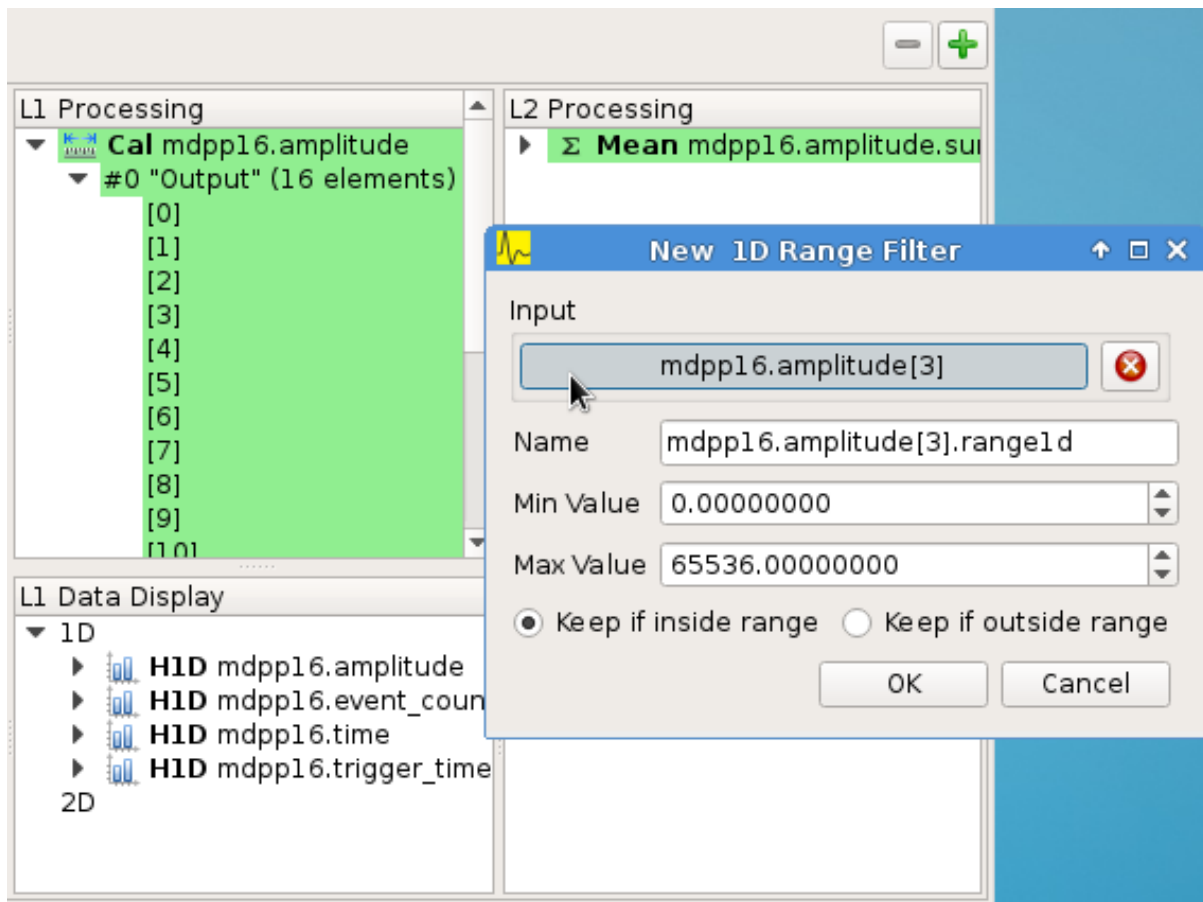 L1 Processing
Cal mdpp16.amplitude
#0 "Output" (16 elements)
[0]
[1]
[2]
[3]
[4]
[5]
[6]
[7]
[8]
[9]
[10]
L2 Processing
Σ Mean mdpp16.amplitude.su
New 1D Range Filter
Input
mdpp16.amplitude[3]
Name mdpp16.amplitude[3].range1d
Min Value 0.00000000
Max Value 65536.00000000
Keep if inside range Keep if outside range
OK Cancel
L1 Data Display
1D
H1D mdpp16.amplitude
H1D mdpp16.event_coun
H1D mdpp16.time
H1D mdpp16.trigger_time
2D